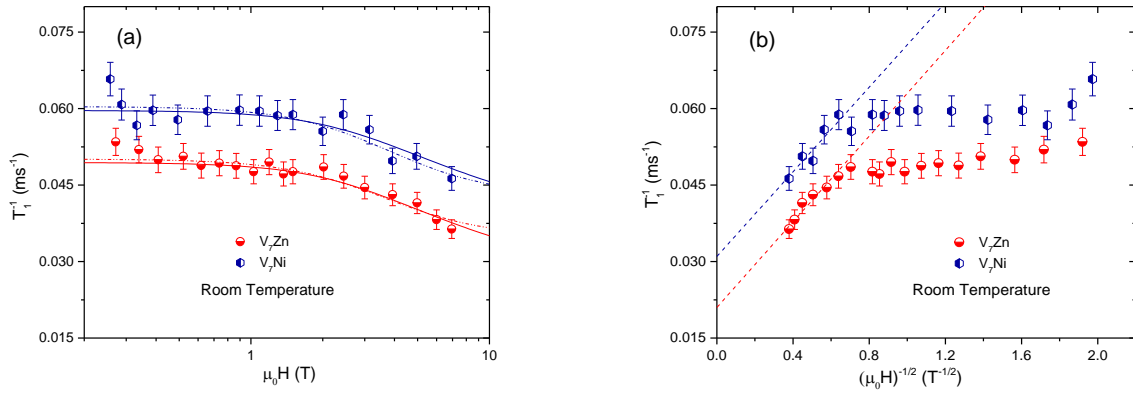 (a)
0.075
0.060
0.045
0.030
0.015
T₁⁻¹ (ms⁻¹)
V₇Zn
V₇Ni
Room Temperature
1
10
μ₀H (T)
(b)
0.075
0.060
0.045
0.030
0.015
T₁⁻¹ (ms⁻¹)
V₇Zn
V₇Ni
Room Temperature
0.0 0.4 0.8 1.2 1.6 2.0
(μ₀H)⁻¹/² (T⁻¹/²)